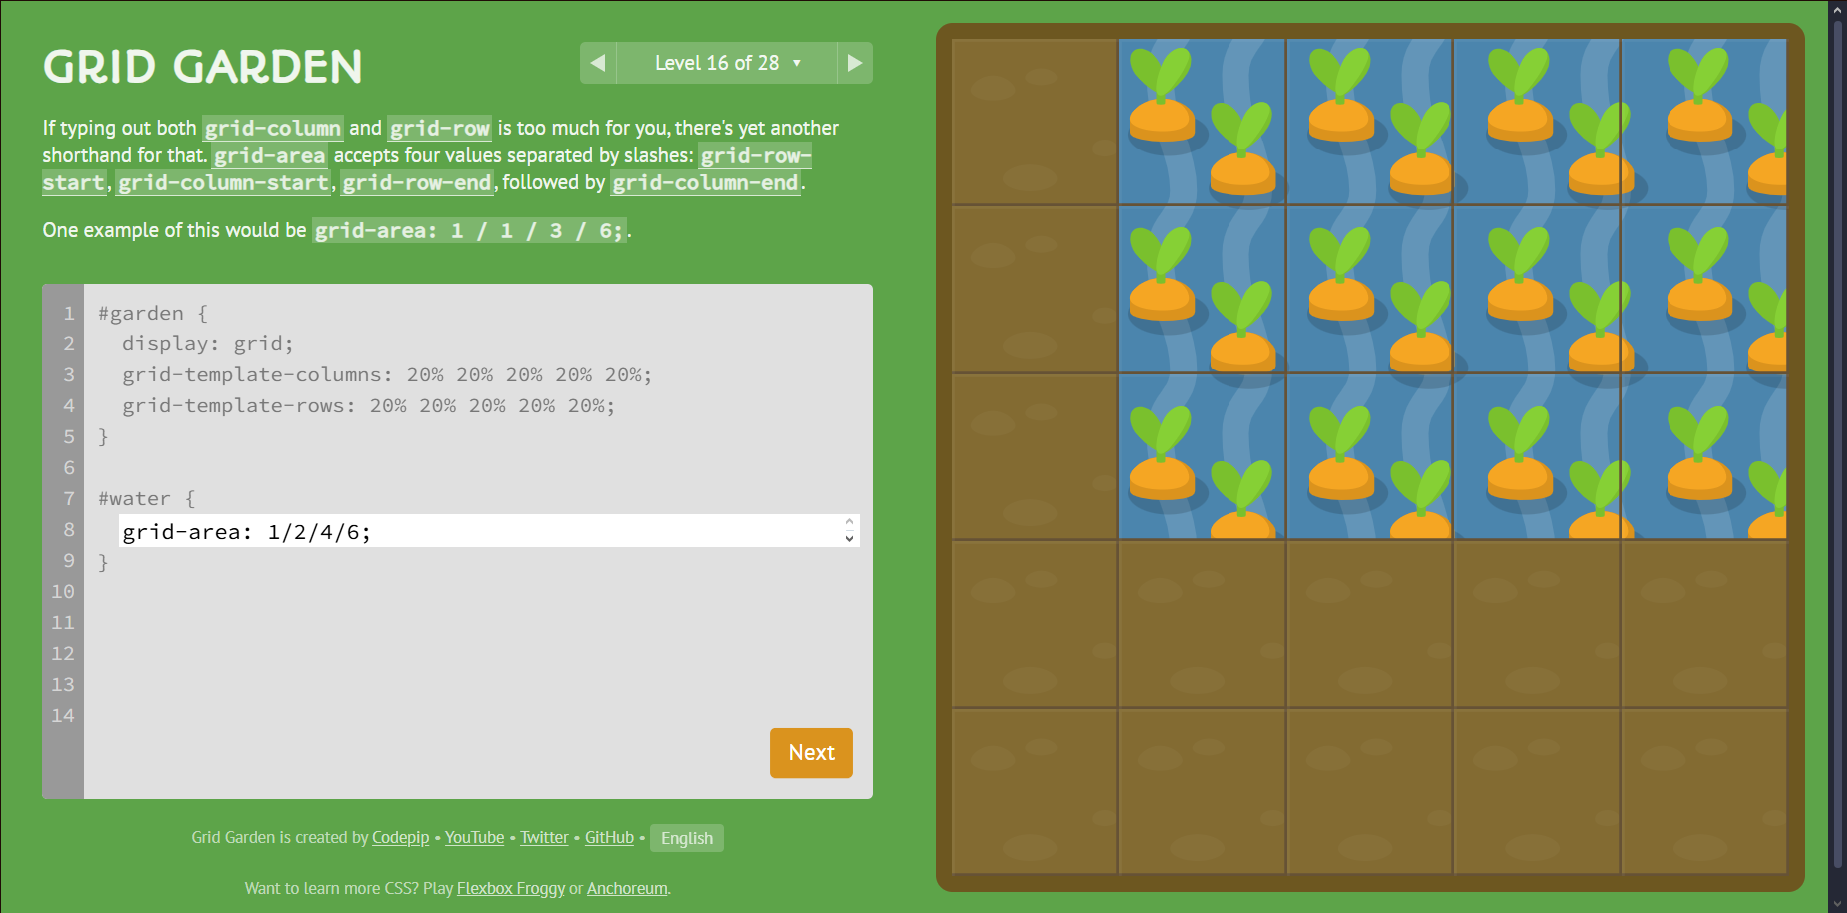 GRID GARDEN
Level 16 of 28 ▼
If typing out both grid-column and grid-row is too much for you, there's yet another
shorthand for that. grid-area accepts four values separated by slashes: grid-row-
start, grid-column-start, grid-row-end, followed by grid-column-end.
One example of this would be grid-area: 1 / 1 / 3 / 6;.
1 #garden {
2 display: grid;
3 grid-template-columns: 20% 20% 20% 20% 20%;
4 grid-template-rows: 20% 20% 20% 20% 20%;
5 }
6
7 #water {
8 grid-area: 1/2/4/6;
9 }
10
11
12
13
14
Next
Grid Garden is created by Codepip • YouTube • Twitter • GitHub • English
Want to learn more CSS? Play Flexbox Froggy or Anchoreum.